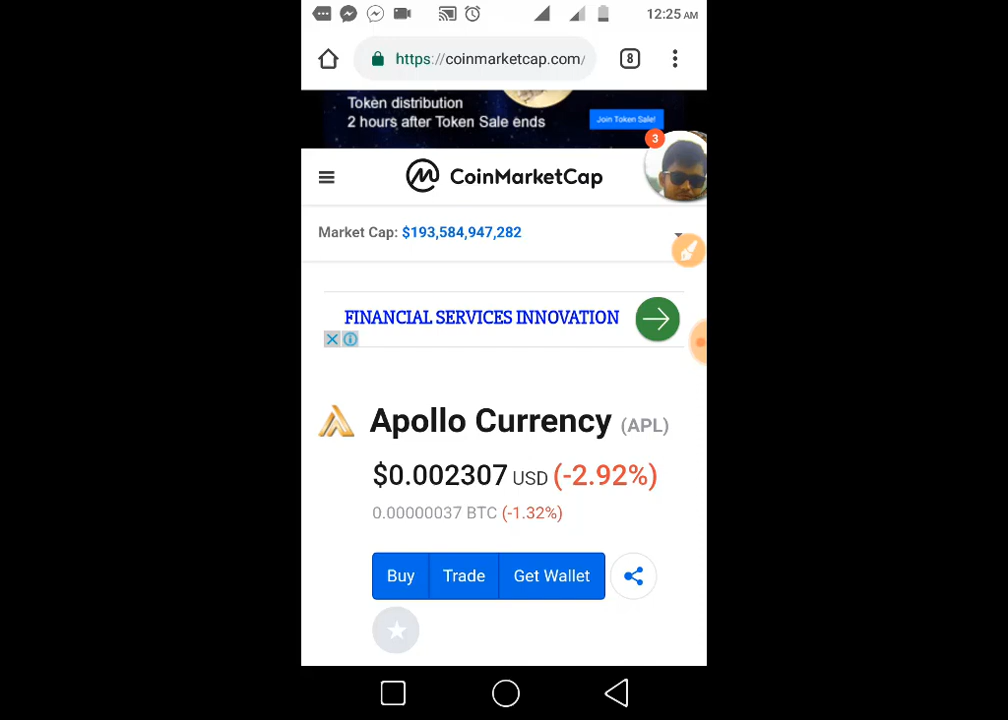 12:25 AM
https://coinmarketcap.com/
8
Token distribution
2 hours after Token Sale ends
Join Token Sale!
3
CoinMarketCap
Market Cap: $193,584,947,282
FINANCIAL SERVICES INNOVATION
Apollo Currency (APL)
$0.002307 USD (-2.92%)
0.00000037 BTC (-1.32%)
Buy
Trade
Get Wallet